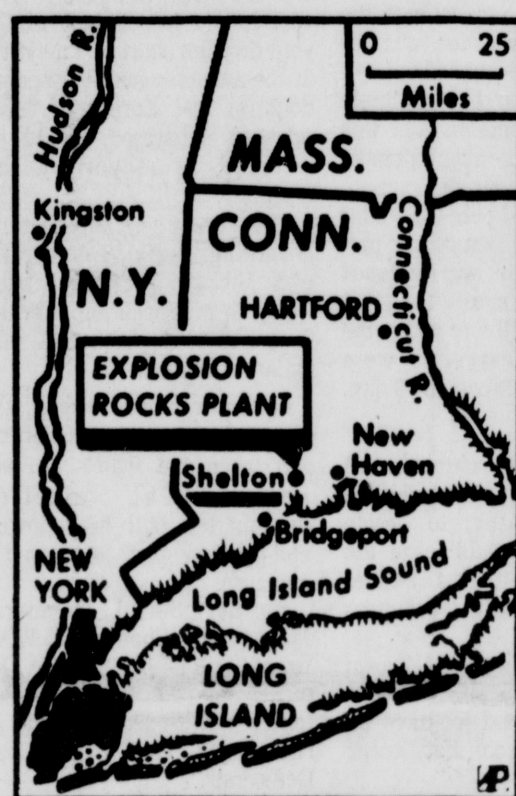 0 25
Miles
Hudson R.
MASS.
Kingston
CONN.
Connecticut R.
N.Y.
HARTFORD
EXPLOSION
ROCKS PLANT
New
Haven
Shelton
Bridgeport
NEW
YORK
Long Island Sound
LONG
ISLAND
AP